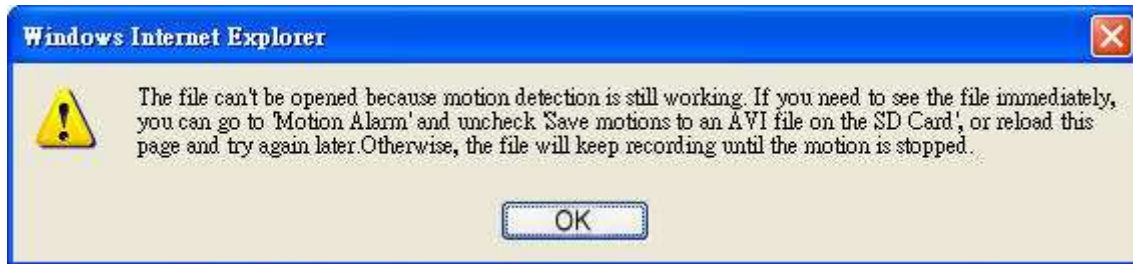 Windows Internet Explorer
The file can't be opened because motion detection is still working. If you need to see the file immediately,
you can go to 'Motion Alarm' and uncheck 'Save motions to an AVI file on the SD Card', or reload this
page and try again later.Otherwise, the file will keep recording until the motion is stopped.
OK